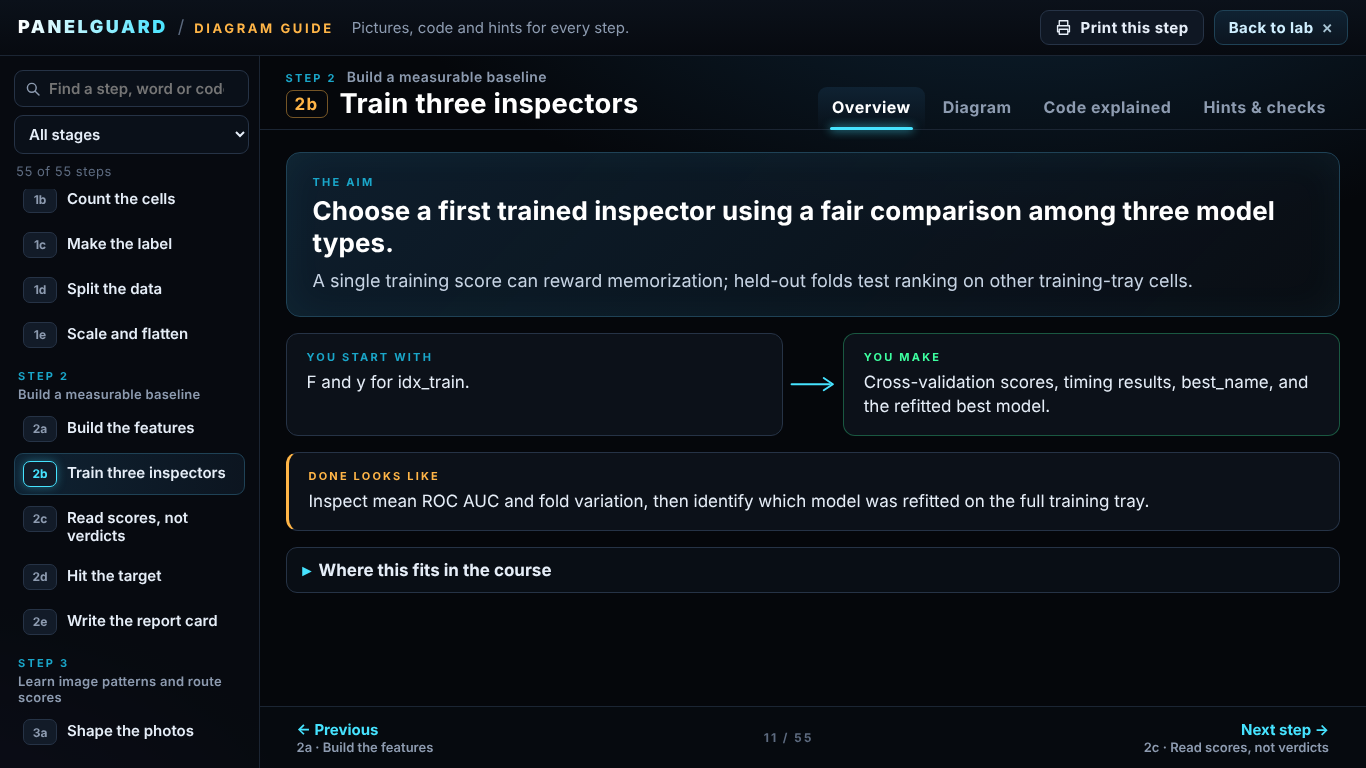 PANELGUARD / DIAGRAM GUIDE Pictures, code and hints for every step.
Print this step
Back to lab ×
Find a step, word or cod
All stages
55 of 55 steps
1b Count the cells
1c Make the label
1d Split the data
1e Scale and flatten
STEP 2
Build a measurable baseline
2a Build the features
2b Train three inspectors
2c Read scores, not
verdicts
2d Hit the target
2e Write the report card
STEP 3
Learn image patterns and route
scores
3a Shape the photos
STEP 2 Build a measurable baseline
2b Train three inspectors
Overview
Diagram
Code explained
Hints & checks
THE AIM
Choose a first trained inspector using a fair comparison among three model
types.
A single training score can reward memorization; held-out folds test ranking on other training-tray cells.
YOU START WITH
F and y for idx_train.
YOU MAKE
Cross-validation scores, timing results, best_name, and
the refitted best model.
DONE LOOKS LIKE
Inspect mean ROC AUC and fold variation, then identify which model was refitted on the full training tray.
▸ Where this fits in the course
← Previous
2a · Build the features
11 / 55
Next step →
2c · Read scores, not verdicts